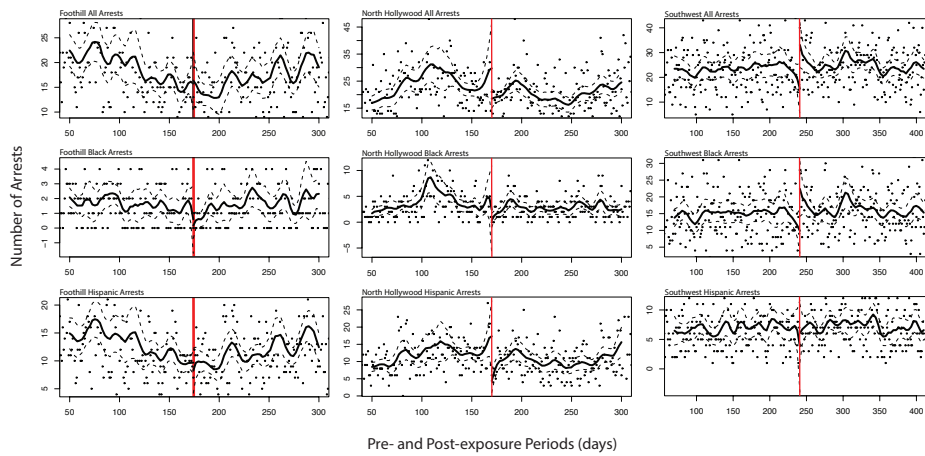 Foothill All Arrests
North Hollywood All Arrests
Southwest All Arrests
10 15 20 25
15 25 35 45
10 20 30 40
50 100 150 200 250 300
50 100 150 200 250 300
100 150 200 250 300 350 400
Foothill Black Arrests
North Hollywood Black Arrests
Southwest Black Arrests
-1 0 1 2 3 4
-5 0 5 10
5 10 15 20 25 30
50 100 150 200 250 300
50 100 150 200 250 300
100 150 200 250 300 350 400
Foothill Hispanic Arrests
North Hollywood Hispanic Arrests
Southwest Hispanic Arrests
5 10 15 20
0 5 10 15 20 25
0 5 10
50 100 150 200 250 300
50 100 150 200 250 300
100 150 200 250 300 350 400
Number of Arrests
Pre- and Post-exposure Periods (days)